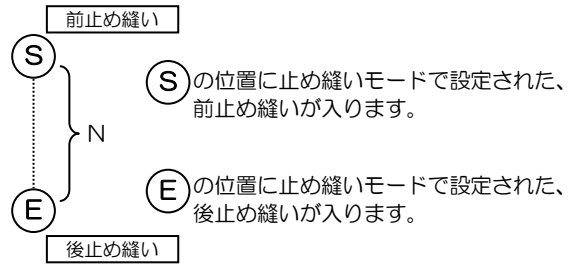 前止め縫い
S
Sの位置に止め縫いモードで設定された、
前止め縫いが入ります。
N
E
Eの位置に止め縫いモードで設定された、
後止め縫いが入ります。
後止め縫い